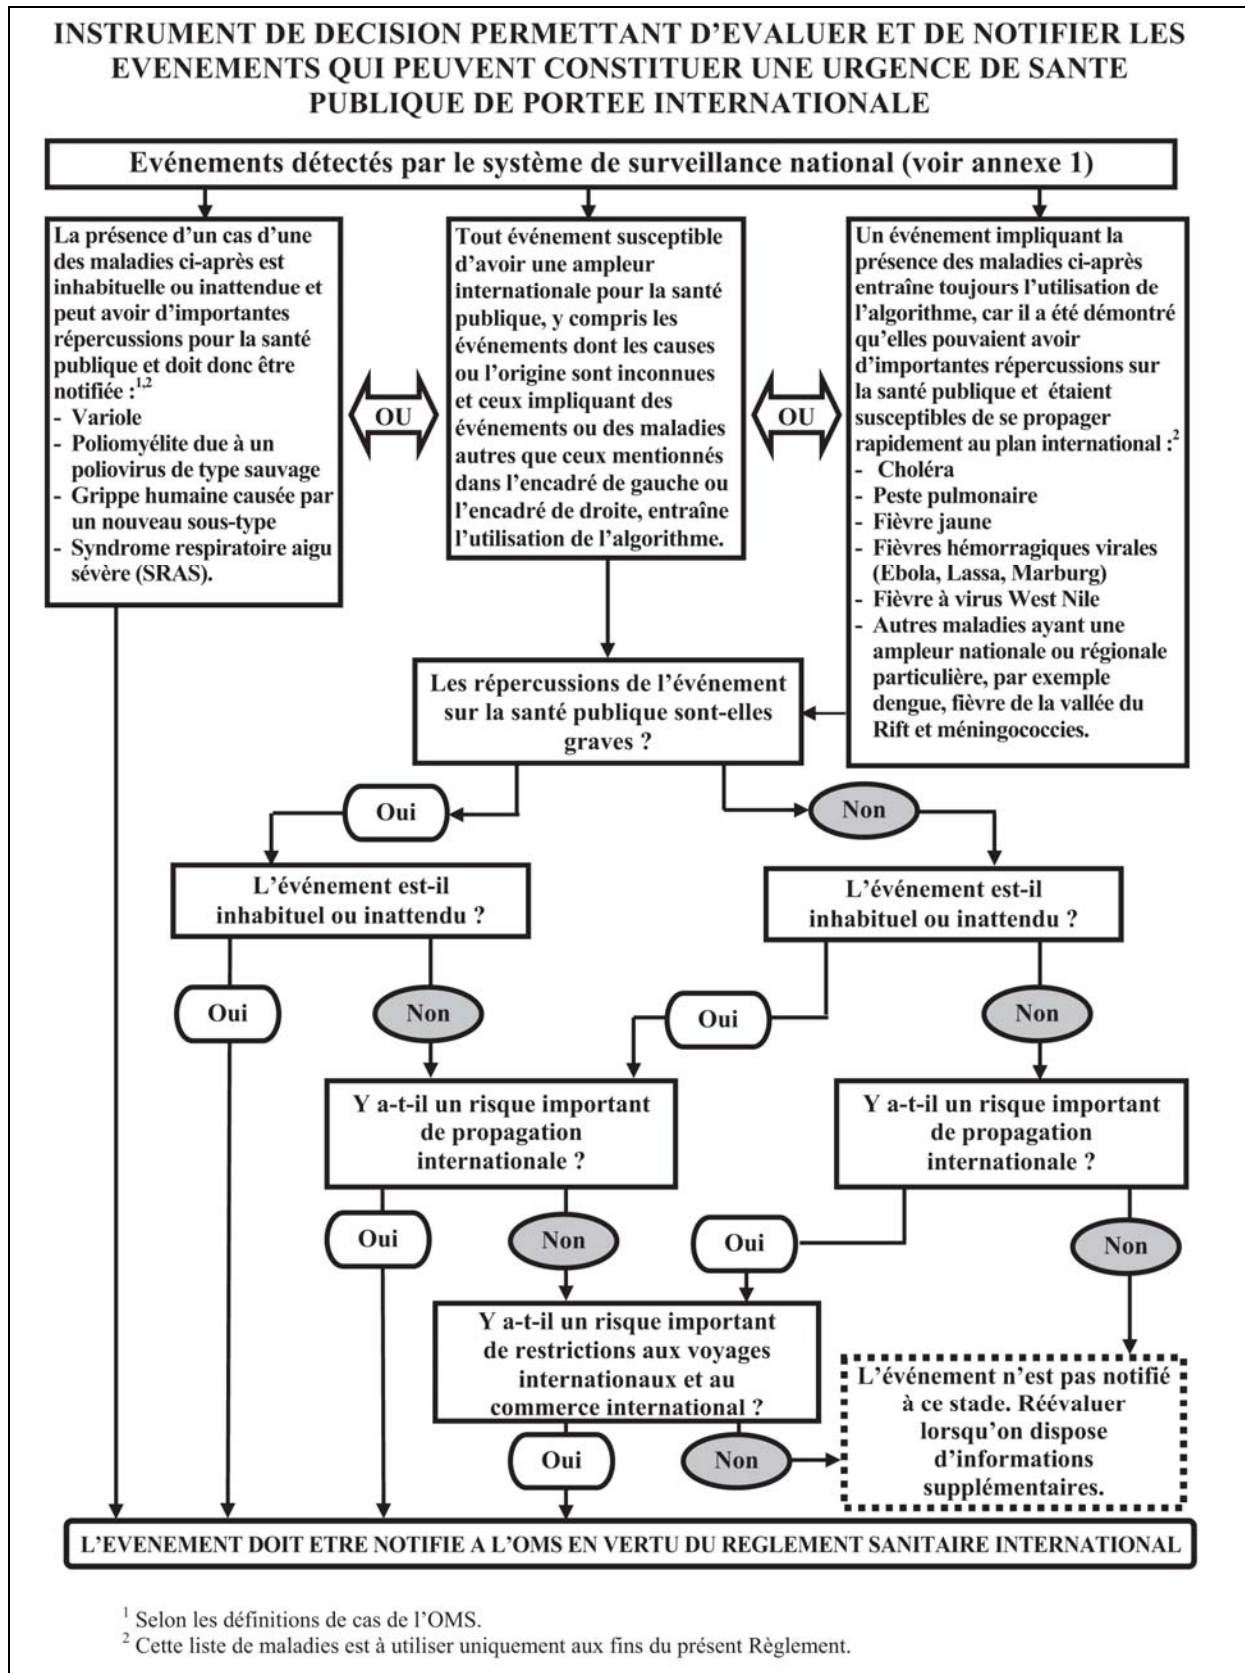 INSTRUMENT DE DECISION PERMETTANT D'EVALUER ET DE NOTIFIER LES
EVENEMENTS QUI PEUVENT CONSTITUER UNE URGENCE DE SANTE
PUBLIQUE DE PORTEE INTERNATIONALE
Evénements détectés par le système de surveillance national (voir annexe 1)
La présence d'un cas d'une
des maladies ci-après est
inhabituelle ou inattendue et
peut avoir d'importantes
répercussions pour la santé
publique et doit donc être
notifiée :1,2
- Variole
- Poliomyélite due à un
poliovirus de type sauvage
- Grippe humaine causée par
un nouveau sous-type
- Syndrome respiratoire aigu
sévère (SRAS).
OU
Tout événement susceptible
d'avoir une ampleur
internationale pour la santé
publique, y compris les
événements dont les causes
ou l'origine sont inconnues
et ceux impliquant des
événements ou des maladies
autres que ceux mentionnés
dans l'encadré de gauche ou
l'encadré de droite, entraîne
l'utilisation de l'algorithme.
OU
Un événement impliquant la
présence des maladies ci-après
entraîne toujours l'utilisation de
l'algorithme, car il a été démontré
qu'elles pouvaient avoir
d'importantes répercussions sur
la santé publique et étaient
susceptibles de se propager
rapidement au plan international :2
- Choléra
- Peste pulmonaire
- Fièvre jaune
- Fièvres hémorragiques virales
(Ebola, Lassa, Marburg)
- Fièvre à virus West Nile
- Autres maladies ayant une
ampleur nationale ou régionale
particulière, par exemple
dengue, fièvre de la vallée du
Rift et méningococcies.
Les répercussions de l'événement
sur la santé publique sont-elles
graves ?
Oui
Non
L'événement est-il
inhabituel ou inattendu ?
L'événement est-il
inhabituel ou inattendu ?
Oui
Non
Oui
Non
Y a-t-il un risque important
de propagation
internationale ?
Y a-t-il un risque important
de propagation
internationale ?
Oui
Non
Oui
Non
Y a-t-il un risque important
de restrictions aux voyages
internationaux et au
commerce international ?
L'événement n'est pas notifié
à ce stade. Réévaluer
lorsqu'on dispose
d'informations
supplémentaires.
Oui
Non
L'EVENEMENT DOIT ETRE NOTIFIE A L'OMS EN VERTU DU REGLEMENT SANITAIRE INTERNATIONAL
1 Selon les définitions de cas de l'OMS.
2 Cette liste de maladies est à utiliser uniquement aux fins du présent Règlement.